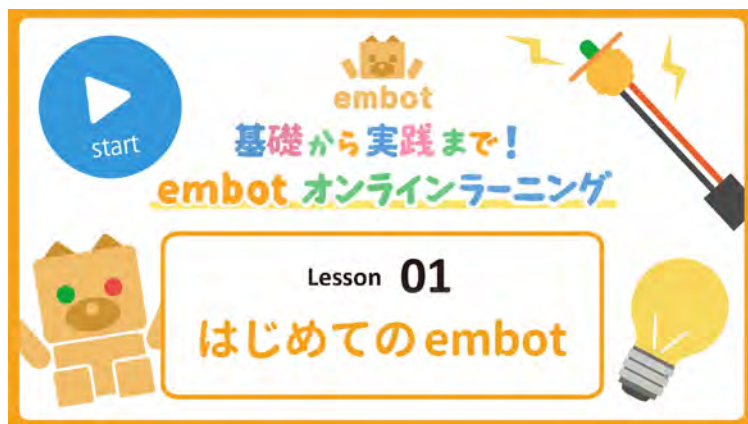 start
embot
基礎から実践まで!
embot オンラインラーニング
Lesson 01
はじめてのembot